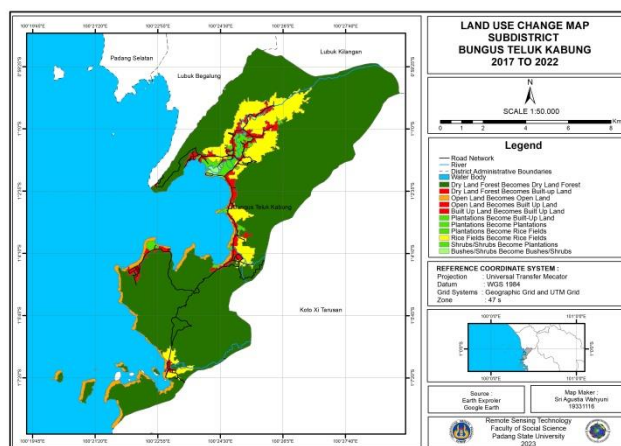 LAND USE CHANGE MAP
SUBDISTRICT
BUNGUS TELUK KABUNG
2017 TO 2022
N
SCALE 1:50.000
Km
0 1 2 4 6 8
Legend
Road Network
River
District Administrative Boundaries
Water Body
Dry Land Forest Becomes Dry Land Forest
Dry Land Forest Becomes Built-up Land
Open Land Becomes Open Land
Open Land Becomes Built Up Land
Built Up Land Becomes Built Up Land
Plantations Become Built-Up Land
Plantations Become Plantations
Plantations Become Rice Fields
Rice Fields Become Rice Fields
Shrubs/Shrubs Become Plantations
Bushes/Shrubs Become Bushes/Shrubs
REFERENCE COORDINATE SYSTEM :
Projection : Universal Transfer Mecator
Datum : WGS 1984
Grid Systems : Geographic Grid and UTM Grid
Zone : 47 s
Source :
Earth Exproler
Google Earth
Map Maker :
Sri Agustia Wahyuni
19331116
Remote Sensing Technology
Faculty of Social Science
Padang State University
2023
Padang Selatan
Lubuk Begalung
Lubuk Kilangan
Bungus Teluk Kabung
Koto Xi Tarusan